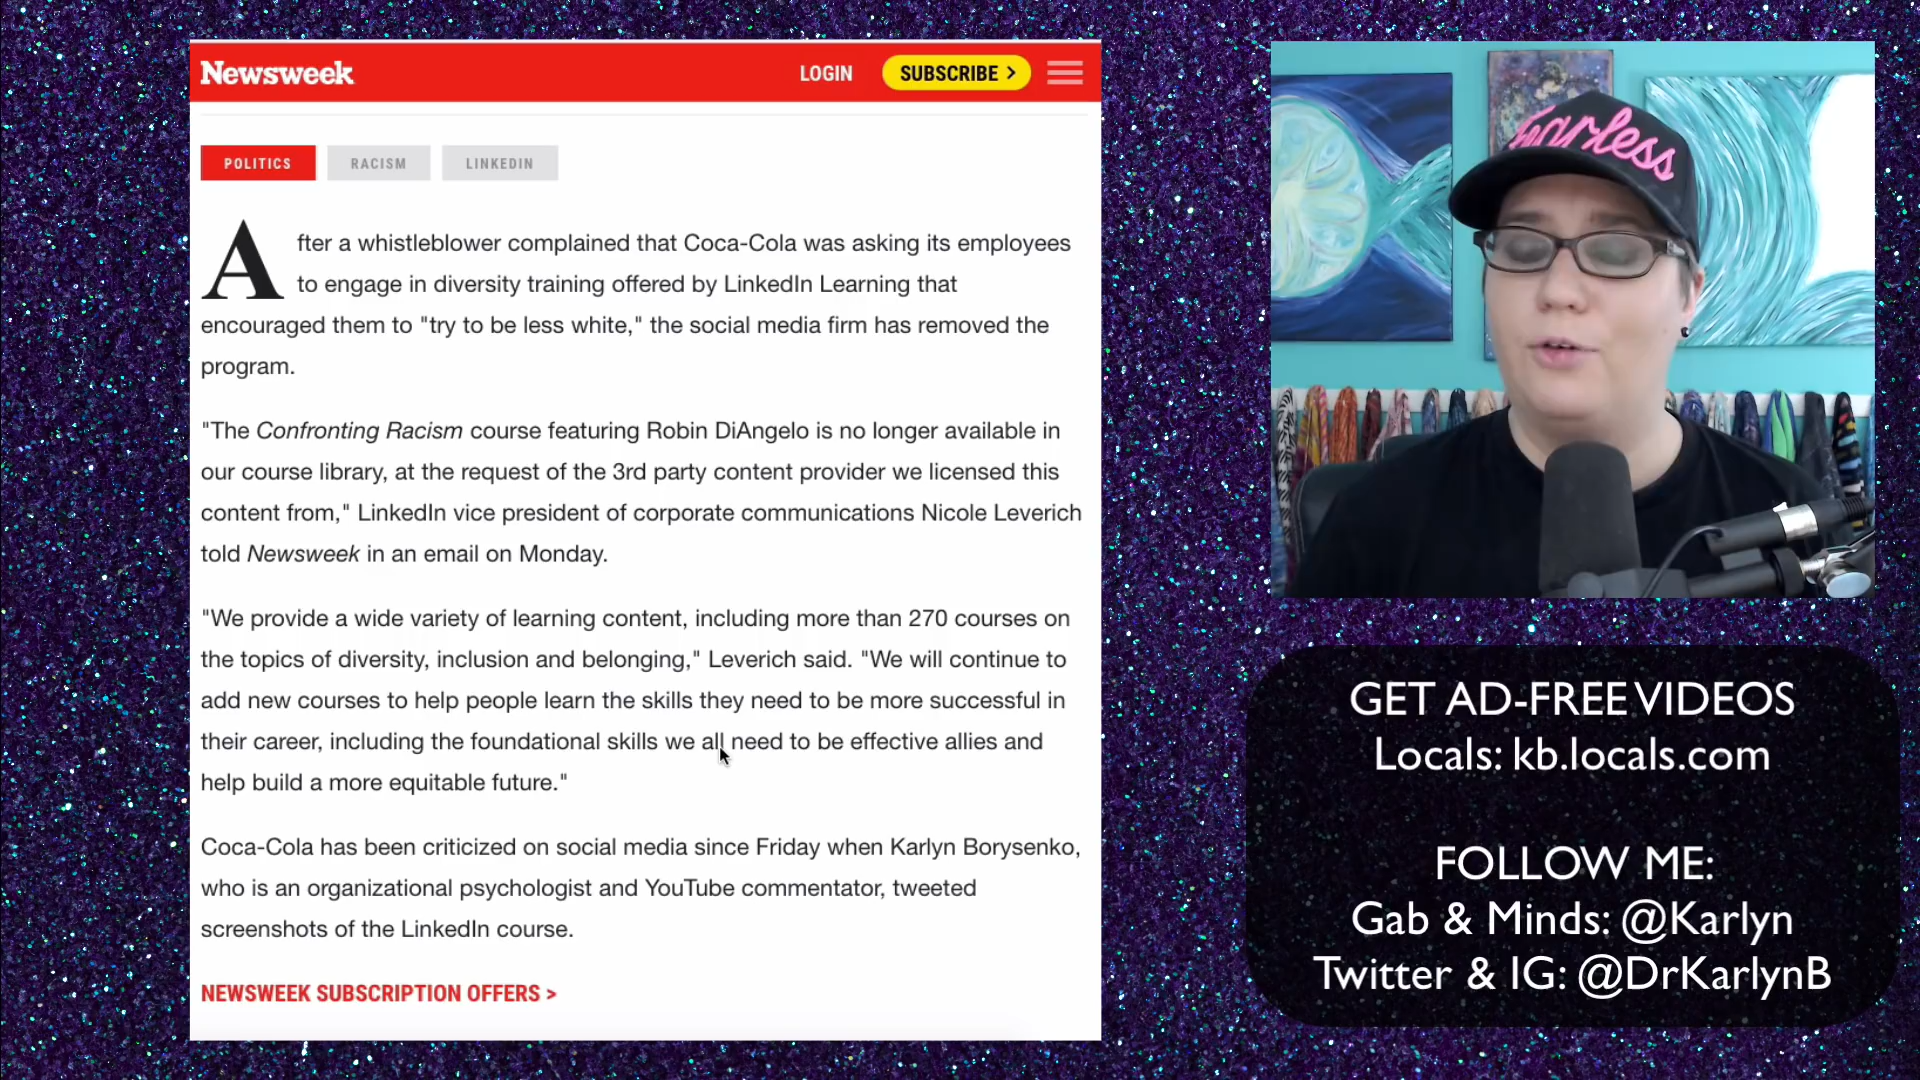 Newsweek
LOGIN
SUBSCRIBE >
POLITICS
RACISM
LINKEDIN
After a whistleblower complained that Coca-Cola was asking its employees
to engage in diversity training offered by LinkedIn Learning that
encouraged them to "try to be less white," the social media firm has removed the
program.
"The Confronting Racism course featuring Robin DiAngelo is no longer available in
our course library, at the request of the 3rd party content provider we licensed this
content from," LinkedIn vice president of corporate communications Nicole Leverich
told Newsweek in an email on Monday.
"We provide a wide variety of learning content, including more than 270 courses on
the topics of diversity, inclusion and belonging," Leverich said. "We will continue to
add new courses to help people learn the skills they need to be more successful in
their career, including the foundational skills we all need to be effective allies and
help build a more equitable future."
Coca-Cola has been criticized on social media since Friday when Karlyn Borysenko,
who is an organizational psychologist and YouTube commentator, tweeted
screenshots of the LinkedIn course.
NEWSWEEK SUBSCRIPTION OFFERS >
fearless
GET AD-FREE VIDEOS
Locals: kb.locals.com
FOLLOW ME:
Gab & Minds: @Karlyn
Twitter & IG: @DrKarlynB